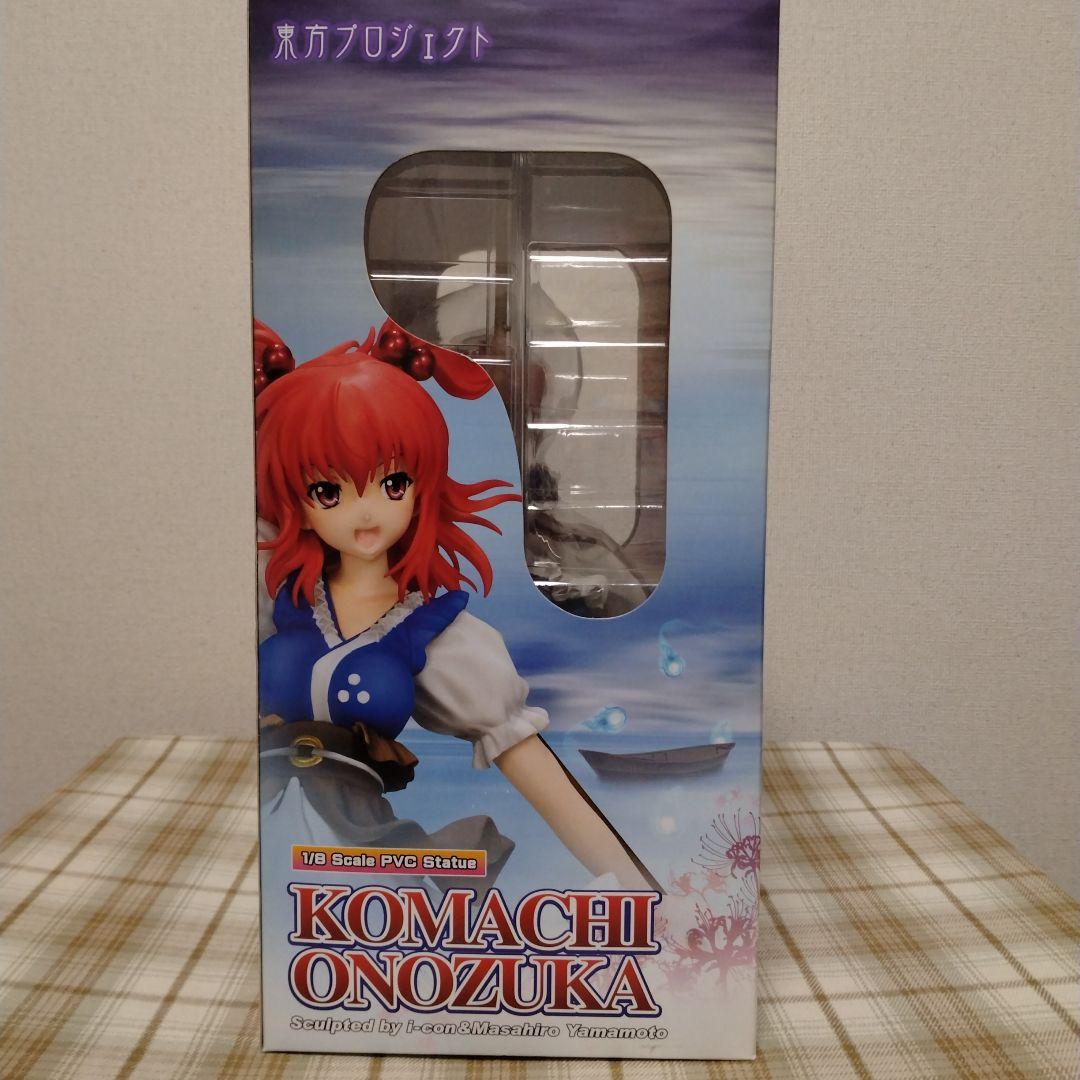 東方プロジェクト
1/8 Scale PVC Statue
KOMACHI
ONOZUKA
Sculpted by i-con&Masahiro Yamamoto